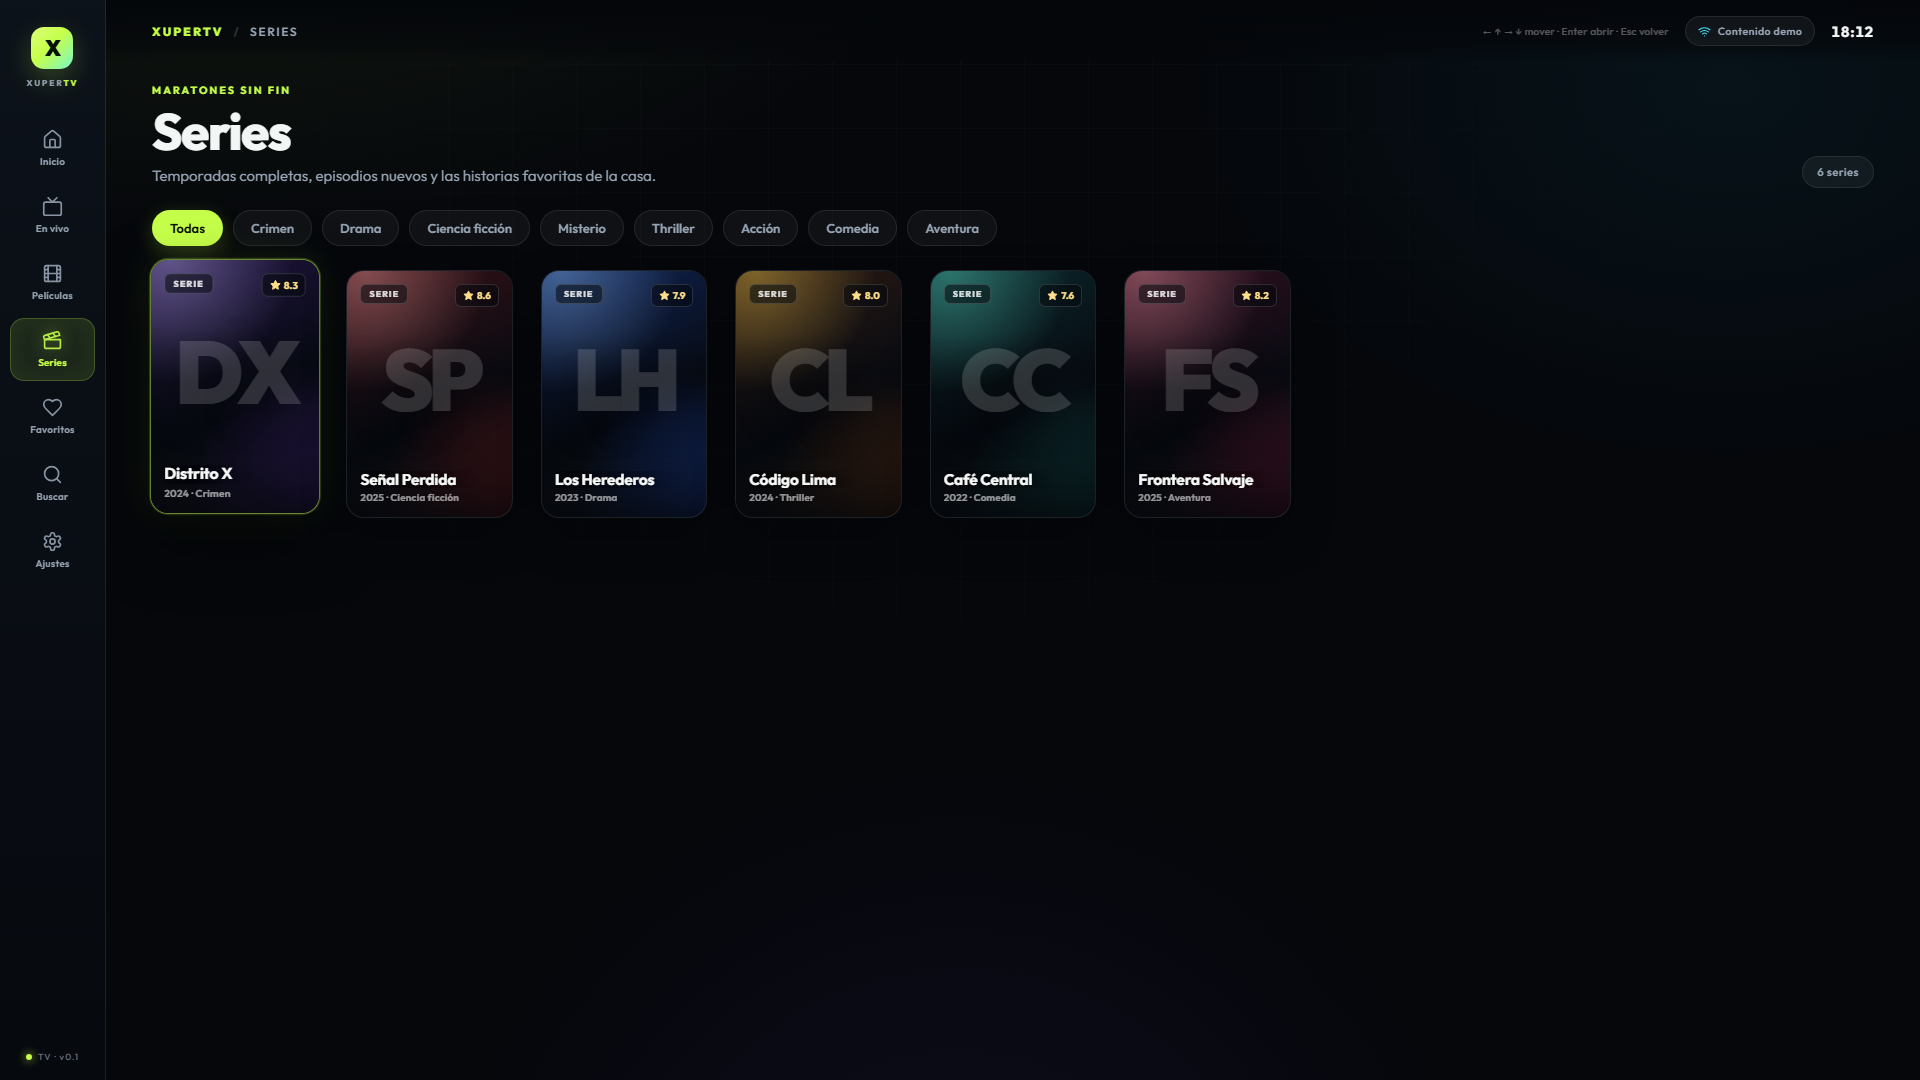 X
XUPERTV
Inicio
En vivo
Películas
Series
Favoritos
Buscar
Ajustes
TV · v0.1
XUPERTV / SERIES
← ↑ → ↓ mover · Enter abrir · Esc volver
Contenido demo
18:12
MARATONES SIN FIN
Series
Temporadas completas, episodios nuevos y las historias favoritas de la casa.
6 series
Todas
Crimen
Drama
Ciencia ficción
Misterio
Thriller
Acción
Comedia
Aventura
SERIE
★ 8.3
DX
Distrito X
2024 · Crimen
SERIE
★ 8.6
SP
Señal Perdida
2025 · Ciencia ficción
SERIE
★ 7.9
LH
Los Herederos
2023 · Drama
SERIE
★ 8.0
CL
Código Lima
2024 · Thriller
SERIE
★ 7.6
CC
Café Central
2022 · Comedia
SERIE
★ 8.2
FS
Frontera Salvaje
2025 · Aventura